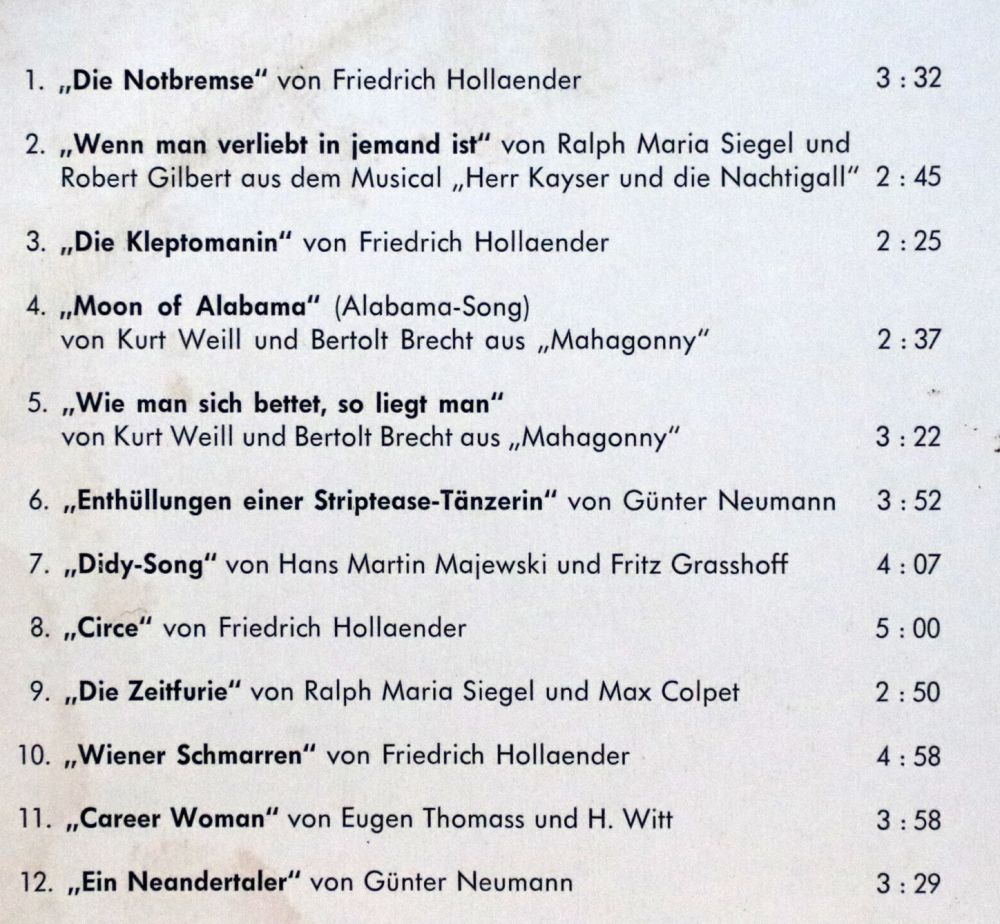 1. „Die Notbremse“ von Friedrich Hollaender 3 : 32
2. „Wenn man verliebt in jemand ist“ von Ralph Maria Siegel und
Robert Gilbert aus dem Musical „Herr Kayser und die Nachtigall“ 2 : 45
3. „Die Kleptomanin“ von Friedrich Hollaender 2 : 25
4. „Moon of Alabama“ (Alabama-Song)
von Kurt Weill und Bertolt Brecht aus „Mahagonny“ 2 : 37
5. „Wie man sich bettet, so liegt man“
von Kurt Weill und Bertolt Brecht aus „Mahagonny“ 3 : 22
6. „Enthüllungen einer Striptease-Tänzerin“ von Günter Neumann 3 : 52
7. „Didy-Song“ von Hans Martin Majewski und Fritz Grasshoff 4 : 07
8. „Circe“ von Friedrich Hollaender 5 : 00
9. „Die Zeitfurie“ von Ralph Maria Siegel und Max Colpet 2 : 50
10. „Wiener Schmarren“ von Friedrich Hollaender 4 : 58
11. „Career Woman“ von Eugen Thomass und H. Witt 3 : 58
12. „Ein Neandertaler“ von Günter Neumann 3 : 29